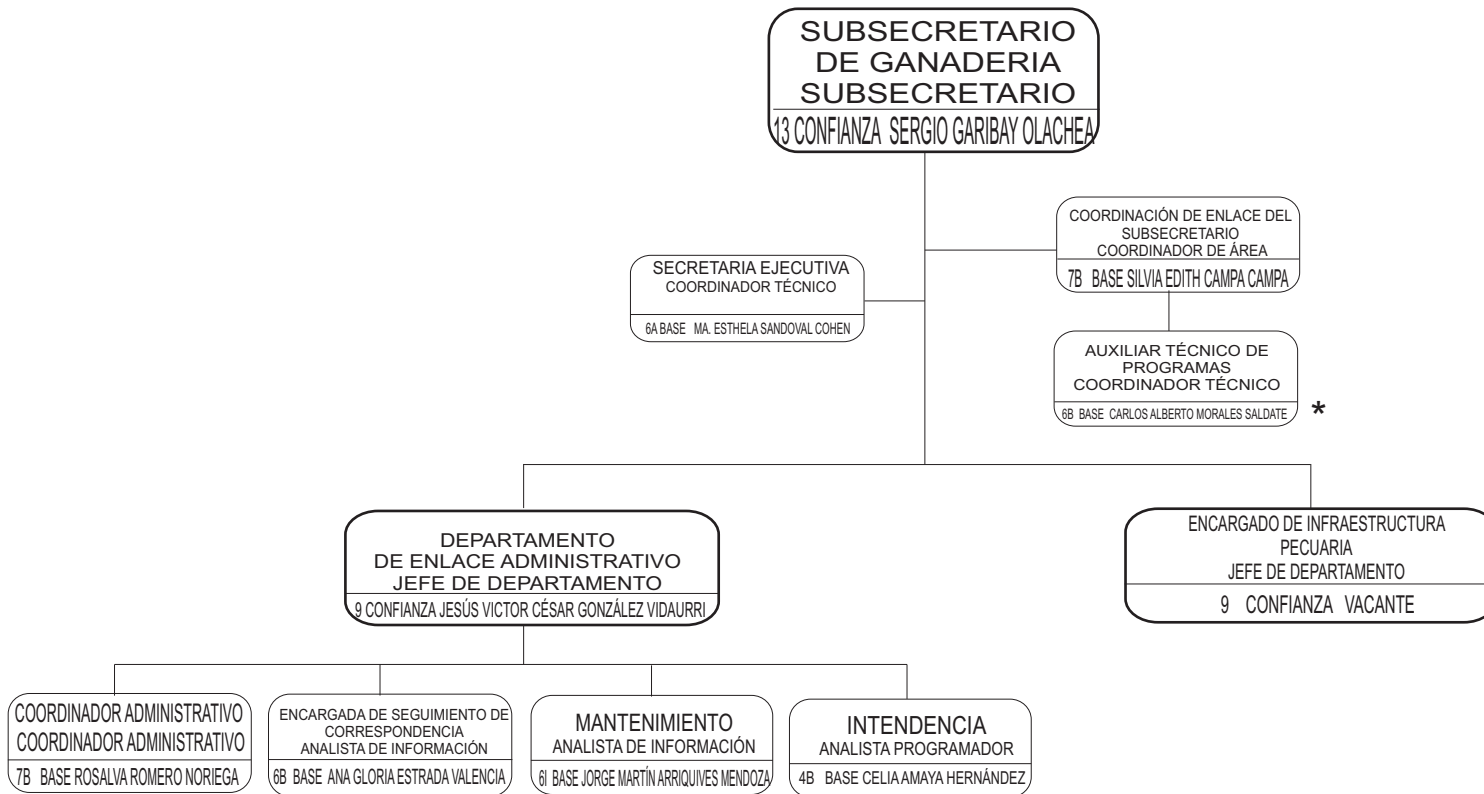 SUBSECRETARIO
DE GANADERIA
SUBSECRETARIO
13 CONFIANZA SERGIO GARIBAY OLACHEA
COORDINACIÓN DE ENLACE DEL
SUBSECRETARIO
COORDINADOR DE ÁREA
7B BASE SILVIA EDITH CAMPA CAMPA
SECRETARIA EJECUTIVA
COORDINADOR TÉCNICO
6A BASE MA. ESTHELA SANDOVAL COHEN
AUXILIAR TÉCNICO DE
PROGRAMAS
COORDINADOR TÉCNICO
6B BASE CARLOS ALBERTO MORALES SALDATE *
DEPARTAMENTO
DE ENLACE ADMINISTRATIVO
JEFE DE DEPARTAMENTO
9 CONFIANZA JESÚS VICTOR CÉSAR GONZÁLEZ VIDAURRI
ENCARGADO DE INFRAESTRUCTURA
PECUARIA
JEFE DE DEPARTAMENTO
9 CONFIANZA VACANTE
COORDINADOR ADMINISTRATIVO
COORDINADOR ADMINISTRATIVO
7B BASE ROSALVA ROMERO NORIEGA
ENCARGADA DE SEGUIMIENTO DE
CORRESPONDENCIA
ANALISTA DE INFORMACIÓN
6B BASE ANA GLORIA ESTRADA VALENCIA
MANTENIMIENTO
ANALISTA DE INFORMACIÓN
6I BASE JORGE MARTÍN ARRIQUIVES MENDOZA
INTENDENCIA
ANALISTA PROGRAMADOR
4B BASE CELIA AMAYA HERNÁNDEZ